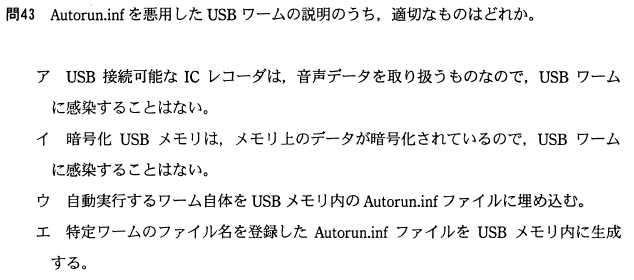 問43 Autorun.inf を悪用した USB ワームの説明のうち，適切なものはどれか。
ア USB 接続可能な IC レコーダは，音声データを取り扱うものなので，USB ワーム
に感染することはない。
イ 暗号化 USB メモリは，メモリ上のデータが暗号化されているので，USB ワーム
に感染することはない。
ウ 自動実行するワーム自体を USB メモリ内の Autorun.inf ファイルに埋め込む。
エ 特定ワームのファイル名を登録した Autorun.inf ファイルを USB メモリ内に生成
する。